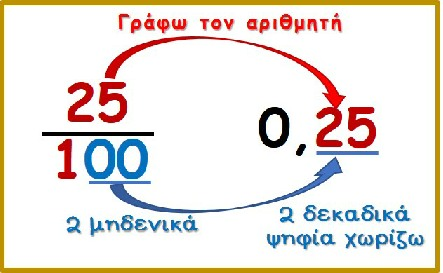 Γράφω τον αριθμητή
25
100
0,25
2 μηδενικά
2 δεκαδικά
ψηφία χωρίζω